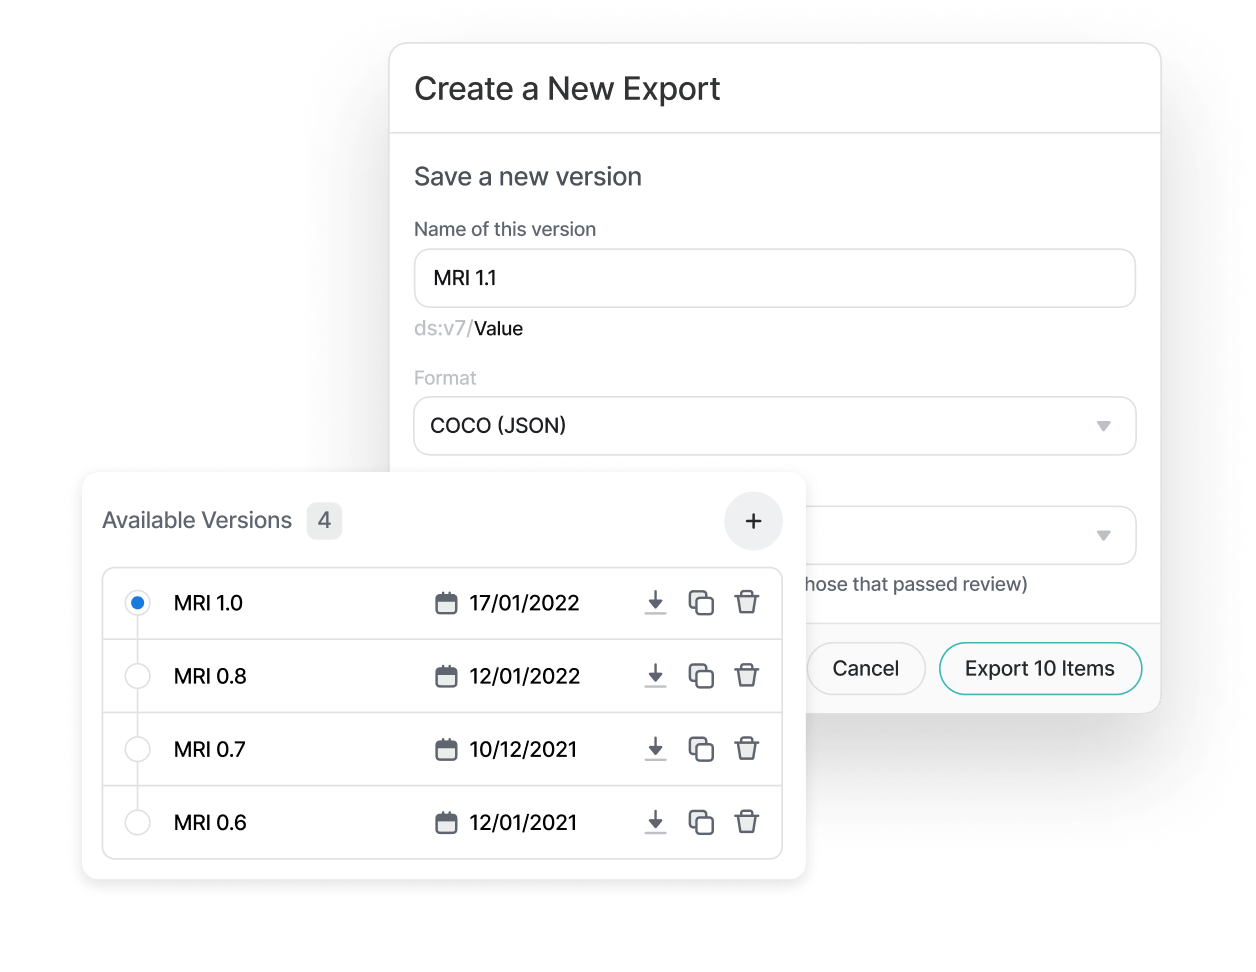 Create a New Export
Save a new version
Name of this version
MRI 1.1
ds:v7/Value
Format
COCO (JSON)
that passed review)
Cancel
Export 10 Items
Available Versions 4
+
MRI 1.0 17/01/2022
MRI 0.8 12/01/2022
MRI 0.7 10/12/2021
MRI 0.6 12/01/2021